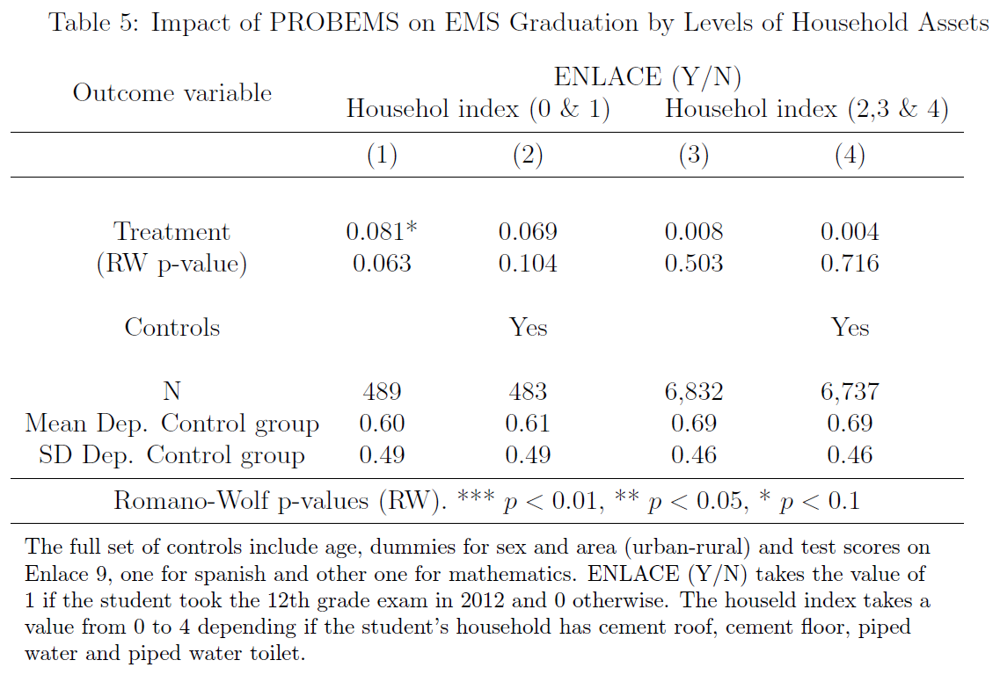 Table 5: Impact of PROBEMS on EMS Graduation by Levels of Household Assets
Outcome variable ENLACE (Y/N)
Househol index (0 & 1) Househol index (2,3 & 4)
(1) (2) (3) (4)
Treatment 0.081* 0.069 0.008 0.004
(RW p-value) 0.063 0.104 0.503 0.716
Controls Yes Yes
N 489 483 6,832 6,737
Mean Dep. Control group 0.60 0.61 0.69 0.69
SD Dep. Control group 0.49 0.49 0.46 0.46
Romano-Wolf p-values (RW). *** p < 0.01, ** p < 0.05, * p < 0.1
The full set of controls include age, dummies for sex and area (urban-rural) and test scores on
Enlace 9, one for spanish and other one for mathematics. ENLACE (Y/N) takes the value of
1 if the student took the 12th grade exam in 2012 and 0 otherwise. The houseld index takes a
value from 0 to 4 depending if the student's household has cement roof, cement floor, piped
water and piped water toilet.